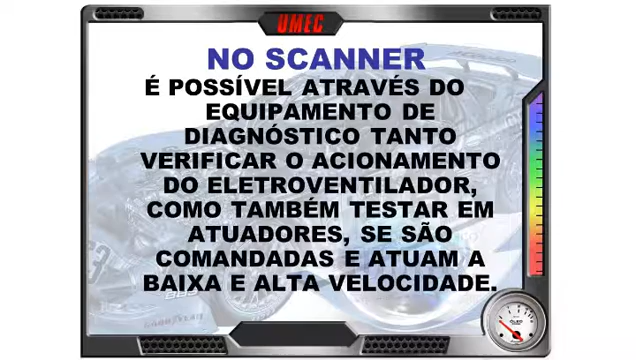 UMEC
NO SCANNER
É POSSÍVEL ATRAVÉS DO
EQUIPAMENTO DE
DIAGNÓSTICO TANTO
VERIFICAR O ACIONAMENTO
DO ELETROVENTILADOR,
COMO TAMBÉM TESTAR EM
ATUADORES, SE SÃO
COMANDADAS E ATUAM A
BAIXA E ALTA VELOCIDADE.
GOODYEAR